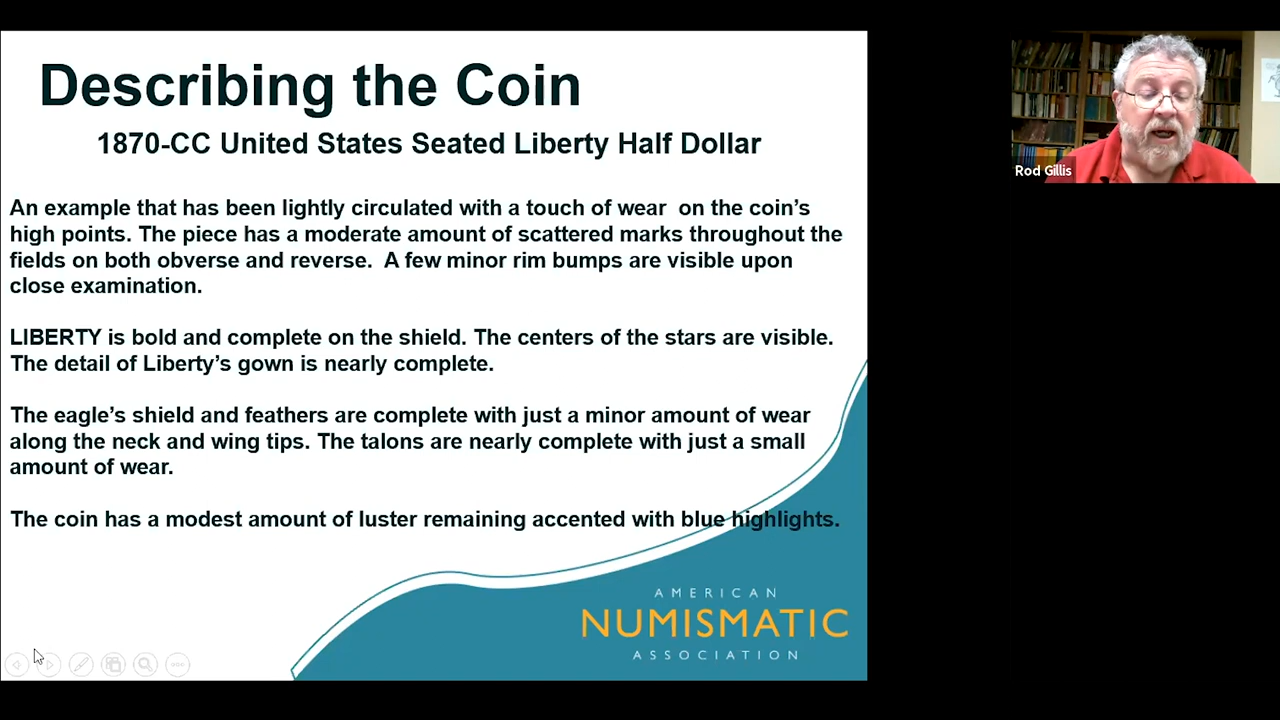 Describing the Coin
1870-CC United States Seated Liberty Half Dollar
An example that has been lightly circulated with a touch of wear  on the coin's
high points. The piece has a moderate amount of scattered marks throughout the
fields on both obverse and reverse.  A few minor rim bumps are visible upon
close examination.
LIBERTY is bold and complete on the shield. The centers of the stars are visible.
The detail of Liberty's gown is nearly complete.
The eagle's shield and feathers are complete with just a minor amount of wear
along the neck and wing tips. The talons are nearly complete with just a small
amount of wear.
The coin has a modest amount of luster remaining accented with blue highlights.
AMERICAN
NUMISMATIC
ASSOCIATION
Rod Gillis